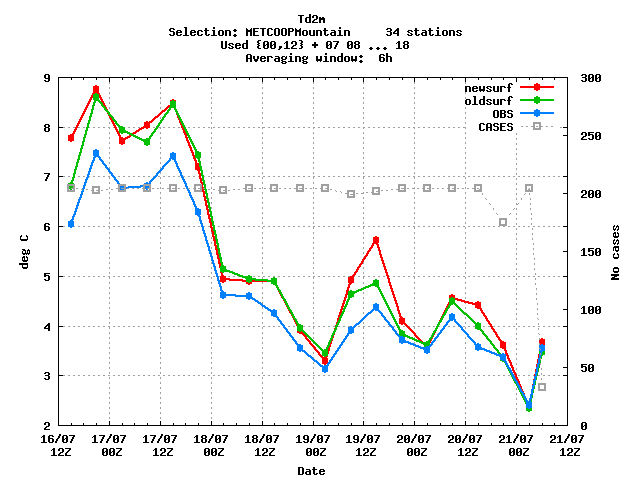 Td2m
Selection: METCOOPMountain 34 stations
Used {00,12} + 07 08 ... 18
Averaging window: 6h
newsurf
oldsurf
OBS
CASES
9
8
7
6
5
4
3
2
deg C
300
250
200
150
100
50
0
No cases
16/07 17/07 17/07 18/07 18/07 19/07 19/07 20/07 20/07 21/07 21/07
12Z 00Z 12Z 00Z 12Z 00Z 12Z 00Z 12Z 00Z 12Z
Date